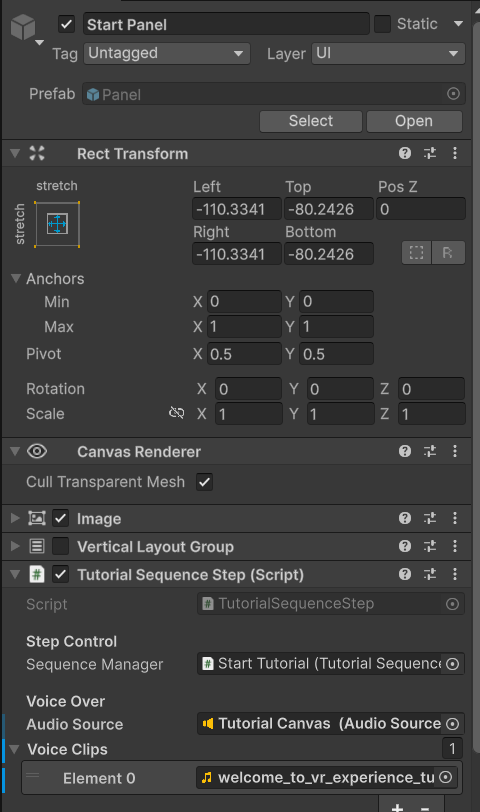 Start Panel Static
Tag Untagged Layer UI
Prefab Panel
Select Open
Rect Transform
stretch
stretch
Left Top Pos Z
-110.3341 -80.2426 0
Right Bottom
-110.3341 -80.2426 R
Anchors
Min X 0 Y 0
Max X 1 Y 1
Pivot X 0.5 Y 0.5
Rotation X 0 Y 0 Z 0
Scale X 1 Y 1 Z 1
Canvas Renderer
Cull Transparent Mesh
Image
Vertical Layout Group
# Tutorial Sequence Step (Script)
Script # TutorialSequenceStep
Step Control
Sequence Manager # Start Tutorial (Tutorial Sequence
Voice Over
Audio Source Tutorial Canvas (Audio Source
Voice Clips 1
Element 0 welcome_to_vr_experience_tu
+ -